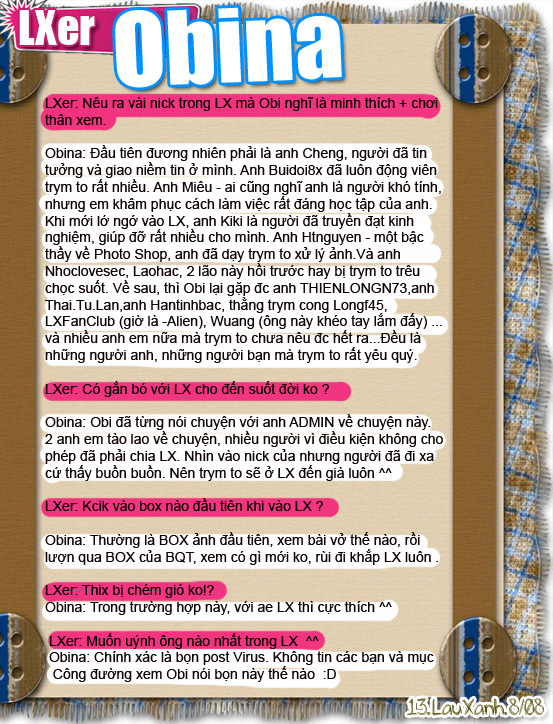 LXer Obina
LXer: Nêu ra vài nick trong LX mà Obi nghĩ là minh thích + chơi
thân xem.
Obina: Đầu tiên đương nhiên phải là anh Cheng, người đã tin
tưởng và giao niềm tin ở mình. Anh Buidoi8x đã luôn động viên
trym to rất nhiều. Anh Miêu - ai cũng nghĩ anh là người khó tính,
nhưng em khâm phục cách làm việc rất đáng học tập của anh.
Khi mới lớ ngớ vào LX, anh Kiki là người đã truyền đạt kinh
nghiệm, giúp đỡ rất nhiều cho mình. Anh Htnguyen - một bậc
thầy về Photo Shop, anh đã dạy trym to xử lý ảnh.Và anh
Nhoclovesec, Laohac, 2 lão này hồi trước hay bị trym to trêu
chọc suốt. Về sau, thì Obi lại gặp đc anh THIENLONGN73,anh
Thai.Tu.Lan,anh Hantinhbac, thằng trym cong Longf45,
LXFanClub (giờ là -Alien), Wuang (ông này khéo tay lắm đấy) ...
và nhiều anh em nữa mà trym to chưa nêu đc hết ra...Đều là
những người anh, những người bạn mà trym to rất yêu quý.
LXer: Có gắn bó với LX cho đến suốt đời ko ?
Obina: Obi đã từng nói chuyện với anh ADMIN về chuyện này.
2 anh em tào lao về chuyện, nhiều người vì điều kiện không cho
phép đã phải chia LX. Nhìn vào nick của nhưng người đã đi xa
cứ thấy buồn buồn. Nên trym to sẽ ở LX đến già luôn ^^
LXer: Kcik vào box nào đầu tiên khi vào LX ?
Obina: Thường là BOX ảnh đầu tiên, xem bài vở thế nào, rồi
lượn qua BOX của BQT, xem có gì mới ko, rùi đi khắp LX luôn .
LXer: Thix bị chém gió ko!?
Obina: Trong trường hợp này, với ae LX thì cực thích ^^
LXer: Muốn uýnh ông nào nhất trong LX ^^
Obina: Chính xác là bọn post Virus. Không tin các bạn và mục
Công đường xem Obi nói bọn này thế nào :D
13.LauXanh.8/08